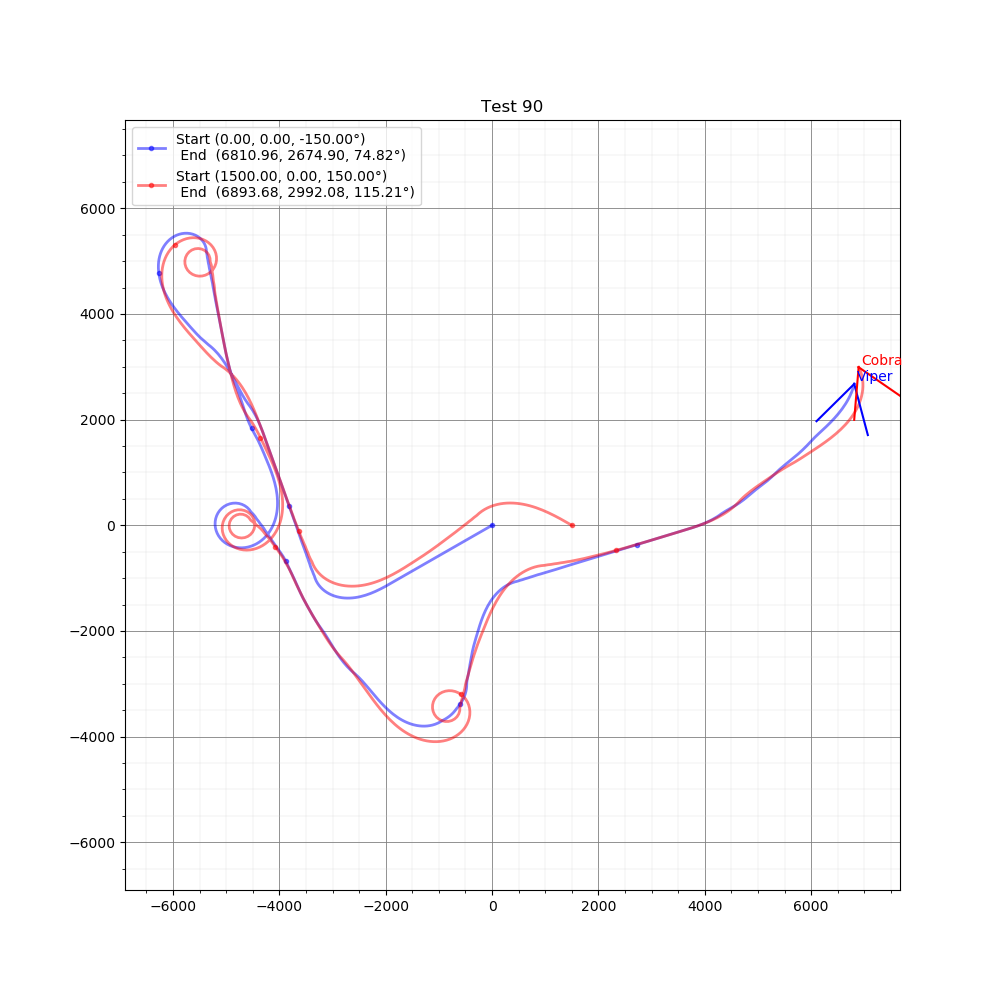 Test 90
Start (0.00, 0.00, -150.00°)
End (6810.96, 2674.90, 74.82°)
Start (1500.00, 0.00, 150.00°)
End (6893.68, 2992.08, 115.21°)
6000
4000
2000
0
−2000
−4000
−6000
Cobra
Viper
−6000 −4000 −2000 0 2000 4000 6000